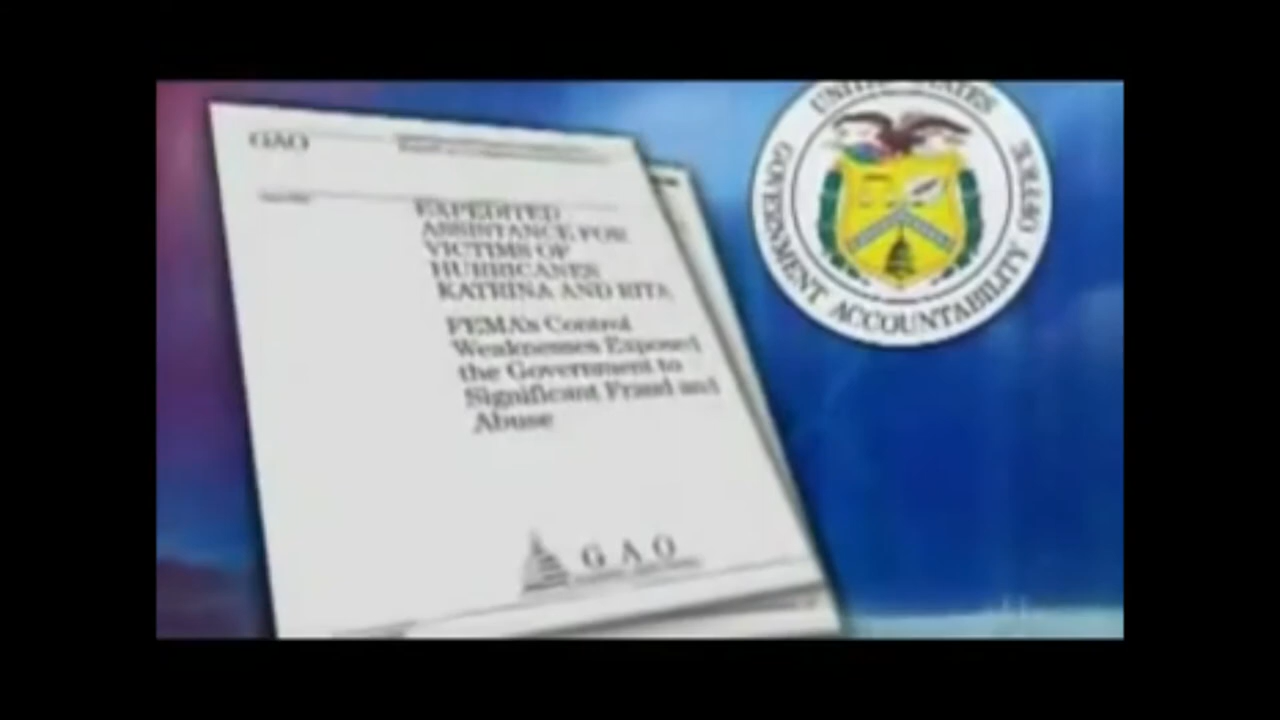 GAO
EXPEDITED
ASSISTANCE FOR
VICTIMS OF
HURRICANES
KATRINA AND RITA
FEMA's Control
Weaknesses Exposed
the Government to
Significant Fraud and
Abuse
GAO
UNITED STATES
GOVERNMENT ACCOUNTABILITY OFFICE